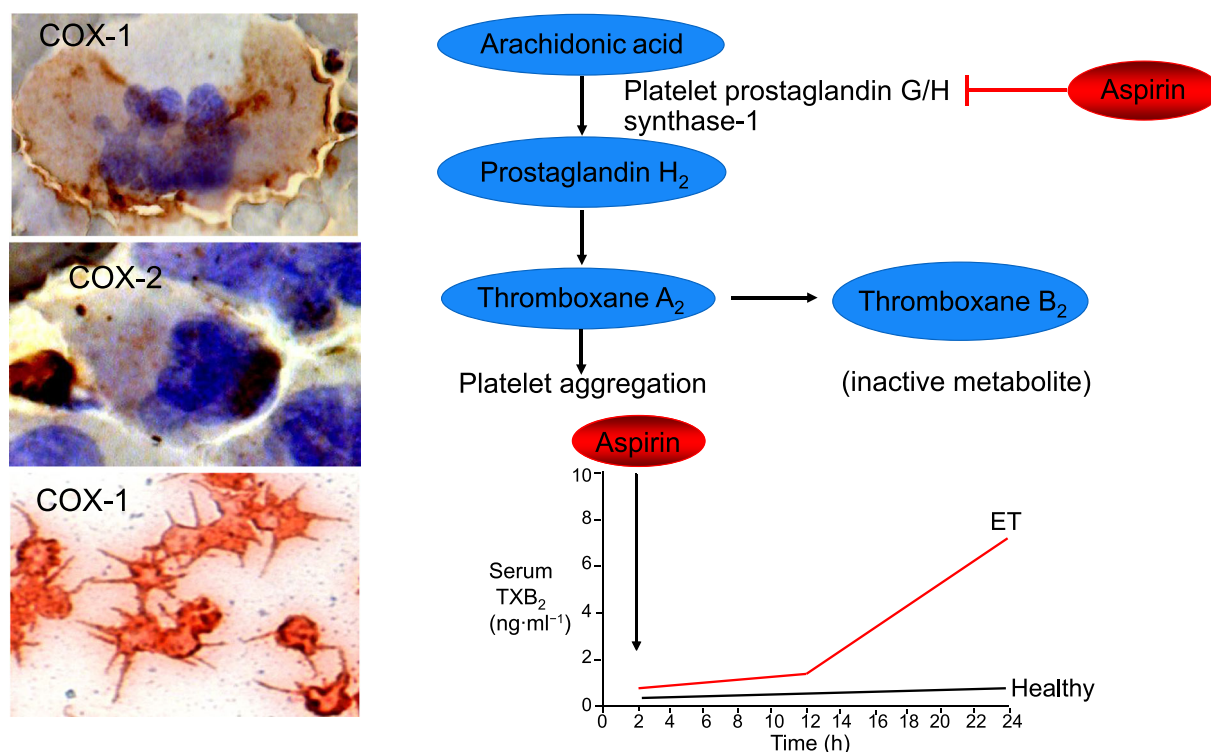 COX-1
COX-2
COX-1
Arachidonic acid
Platelet prostaglandin G/H
synthase-1
Aspirin
Prostaglandin H₂
Thromboxane A₂
Thromboxane B₂
Platelet aggregation
(inactive metabolite)
Aspirin
10
8
6
4
2
0
Serum
TXB₂
(ng·ml⁻¹)
ET
Healthy
0 2 4 6 8 10 12 14 16 18 20 22 24
Time (h)